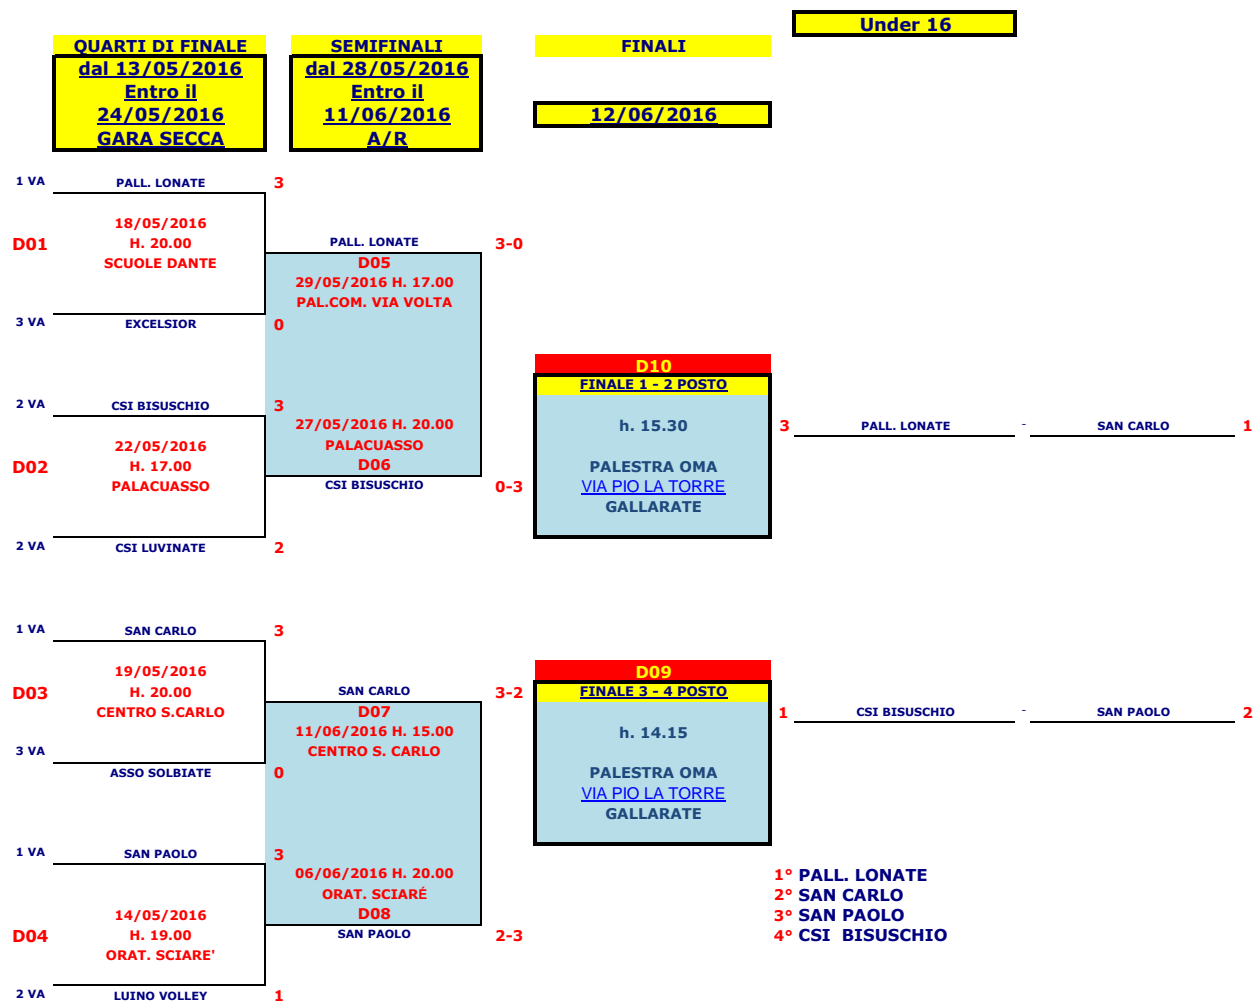 Under 16
QUARTI DI FINALE
dal 13/05/2016
Entro il
24/05/2016
GARA SECCA
SEMIFINALI
dal 28/05/2016
Entro il
11/06/2016
A/R
FINALI
12/06/2016
1 VA PALL. LONATE 3
18/05/2016
D01 H. 20.00
SCUOLE DANTE
3 VA EXCELSIOR 0
PALL. LONATE 3-0
D05
29/05/2016 H. 17.00
PAL.COM. VIA VOLTA
2 VA CSI BISUSCHIO 3
22/05/2016
D02 H. 17.00
PALACUASSO
2 VA CSI LUVINATE 2
27/05/2016 H. 20.00
PALACUASSO
D06
CSI BISUSCHIO 0-3
D10
FINALE 1 - 2 POSTO
h. 15.30
PALESTRA OMA
VIA PIO LA TORRE
GALLARATE
3 PALL. LONATE - SAN CARLO 1
1 VA SAN CARLO 3
19/05/2016
D03 H. 20.00
CENTRO S.CARLO
3 VA ASSO SOLBIATE 0
SAN CARLO 3-2
D07
11/06/2016 H. 15.00
CENTRO S. CARLO
1 VA SAN PAOLO 3
14/05/2016
D04 H. 19.00
ORAT. SCIARE'
2 VA LUINO VOLLEY 1
06/06/2016 H. 20.00
ORAT. SCIARÉ
D08
SAN PAOLO 2-3
D09
FINALE 3 - 4 POSTO
h. 14.15
PALESTRA OMA
VIA PIO LA TORRE
GALLARATE
1 CSI BISUSCHIO - SAN PAOLO 2
1° PALL. LONATE
2° SAN CARLO
3° SAN PAOLO
4° CSI BISUSCHIO